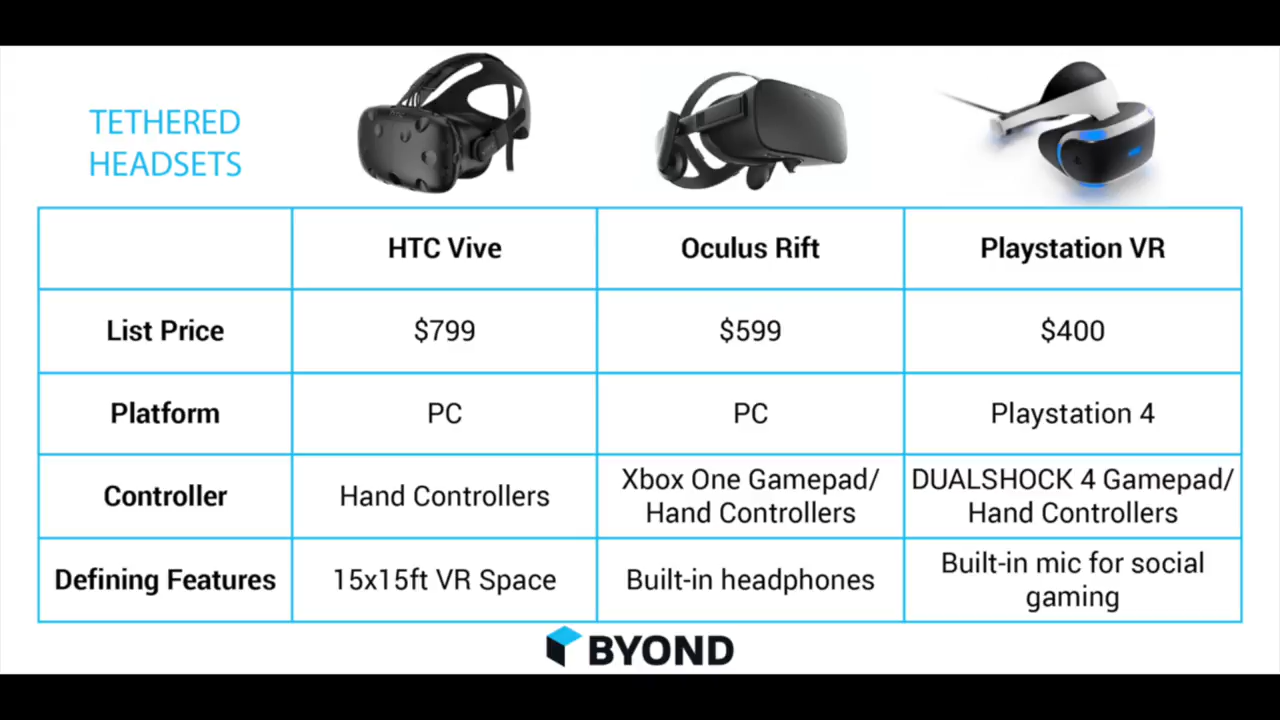 TETHERED
HEADSETS
HTC Vive
Oculus Rift
Playstation VR
List Price
$799
$599
$400
Platform
PC
PC
Playstation 4
Controller
Hand Controllers
Xbox One Gamepad/
Hand Controllers
DUALSHOCK 4 Gamepad/
Hand Controllers
Defining Features
15x15ft VR Space
Built-in headphones
Built-in mic for social
gaming
BYOND